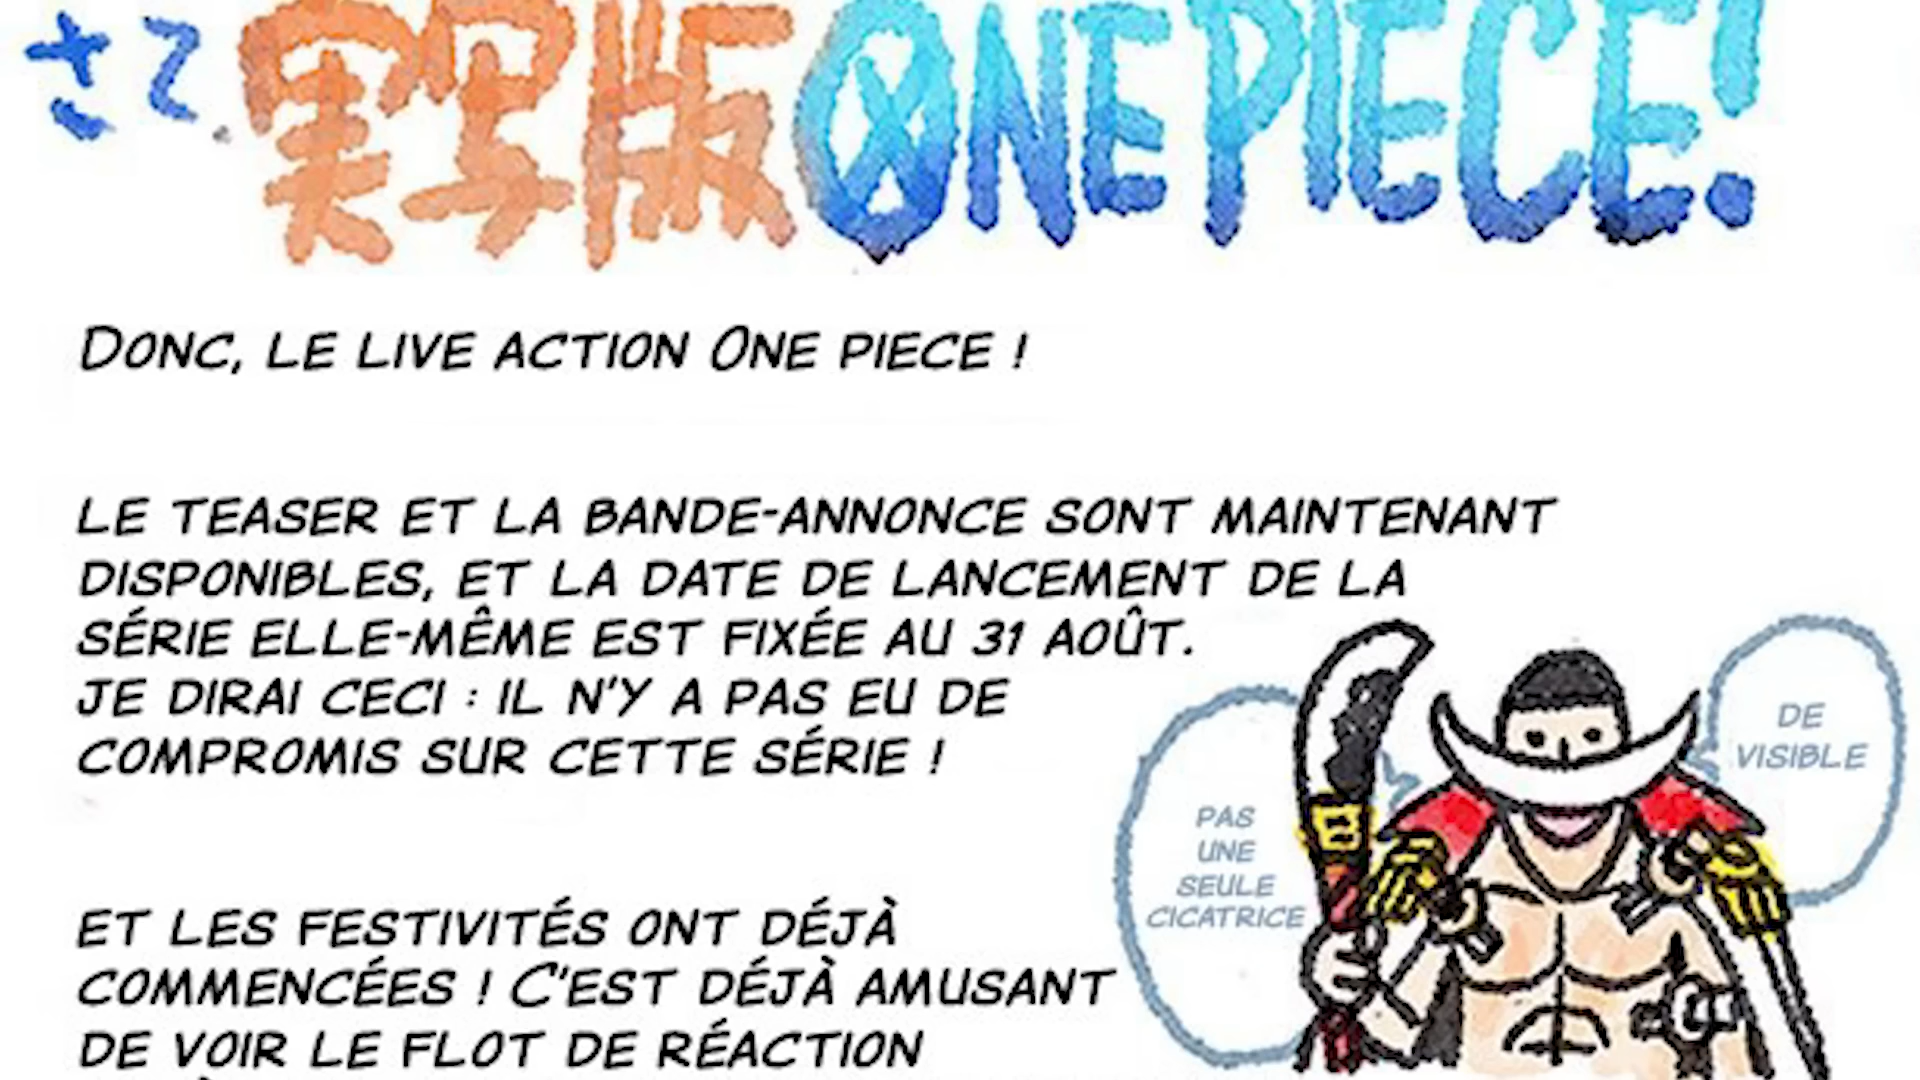 さて 実写版ONE PIECE!
DONC, LE LIVE ACTION ONE PIECE !
LE TEASER ET LA BANDE-ANNONCE SONT MAINTENANT
DISPONIBLES, ET LA DATE DE LANCEMENT DE LA
SÉRIE ELLE-MÊME EST FIXÉE AU 31 AOÛT.
JE DIRAI CECI : IL N'Y A PAS EU DE
COMPROMIS SUR CETTE SÉRIE !
PAS
UNE
SEULE
CICATRICE
DE
VISIBLE
ET LES FESTIVITÉS ONT DÉJÀ
COMMENCÉES ! C'EST DÉJÀ AMUSANT
DE VOIR LE FLOT DE RÉACTION